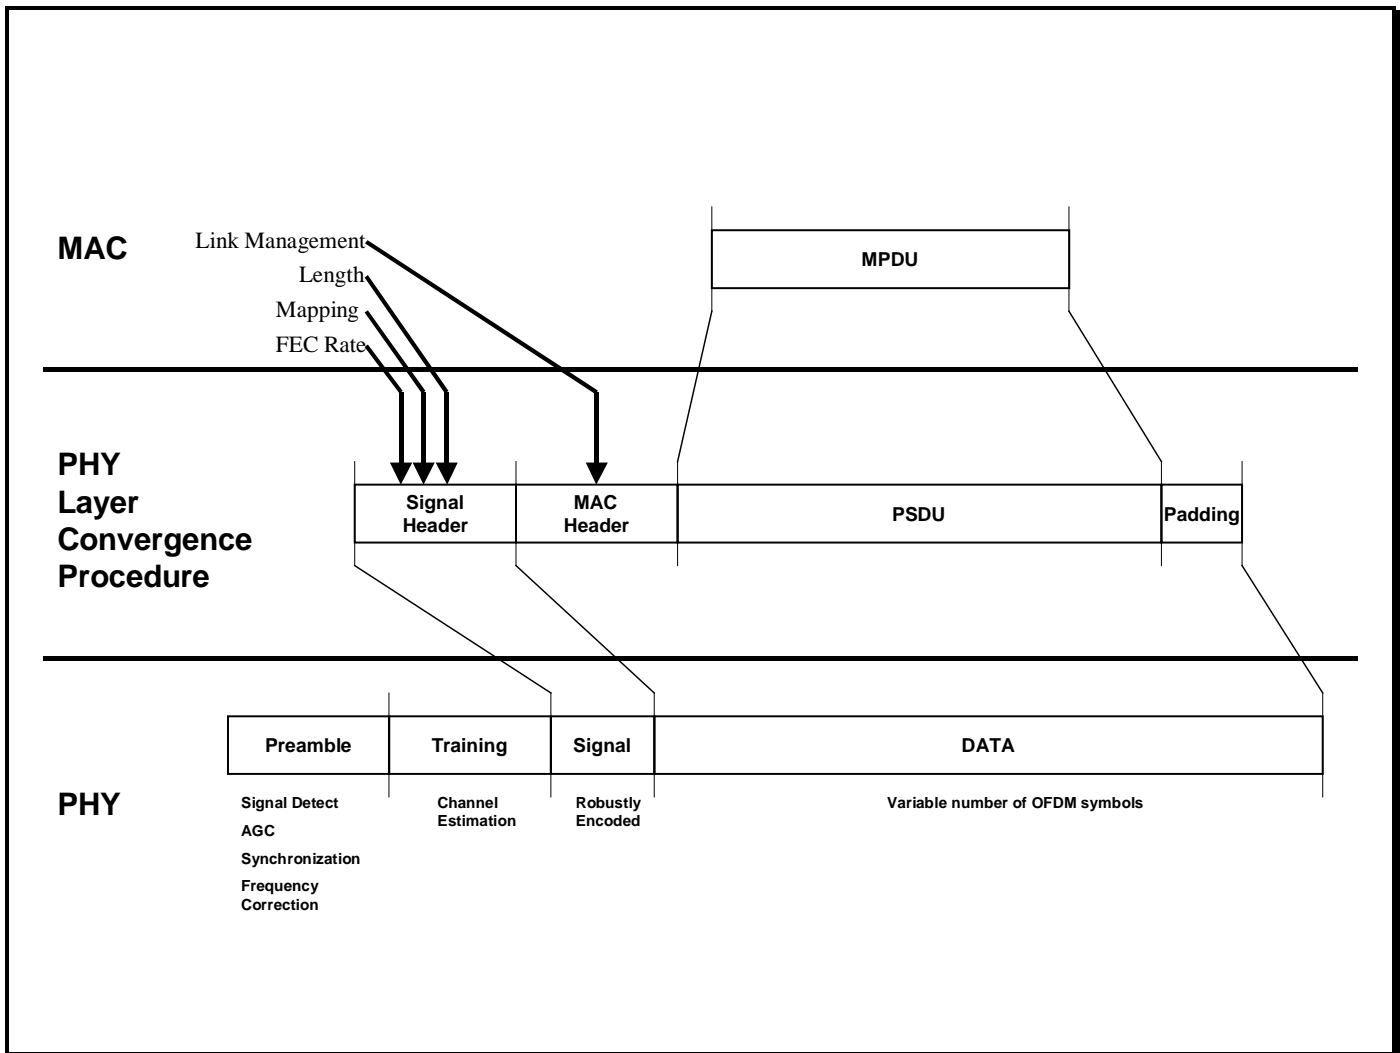 MAC
Link Management
Length
Mapping
FEC Rate
MPDU
PHY
Layer
Convergence
Procedure
Signal
Header
MAC
Header
PSDU
Padding
PHY
Preamble
Training
Signal
DATA
Signal Detect
AGC
Synchronization
Frequency
Correction
Channel
Estimation
Robustly
Encoded
Variable number of OFDM symbols